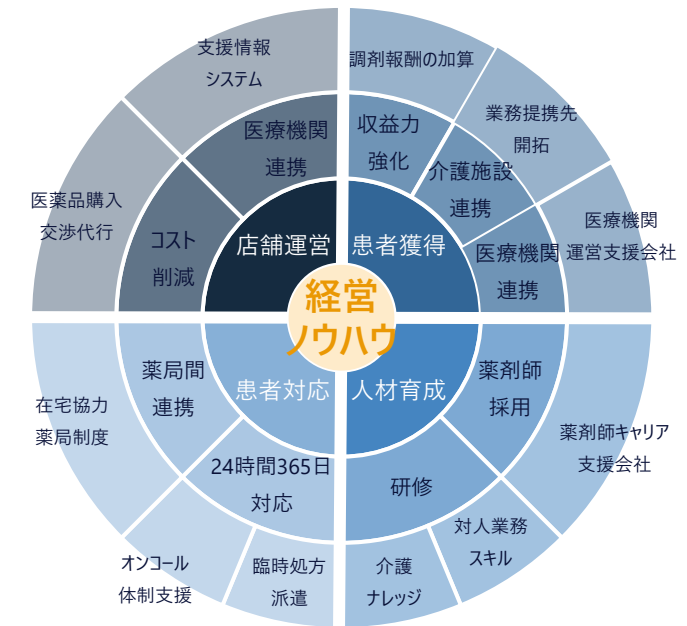 支援情報
システム
調剤報酬の加算
業務提携先
開拓
医療機関
連携
収益力
強化
介護施設
連携
医薬品購入
交渉代行
コスト
削減
店舗運営
患者獲得
医療機関
連携
医療機関
運営支援会社
経営
ノウハウ
在宅協力
薬局制度
薬局間
連携
患者対応
人材育成
薬剤師
採用
薬剤師キャリア
支援会社
24時間365日
対応
研修
オンコール
体制支援
臨時処方
派遣
介護
ナレッジ
対人業務
スキル